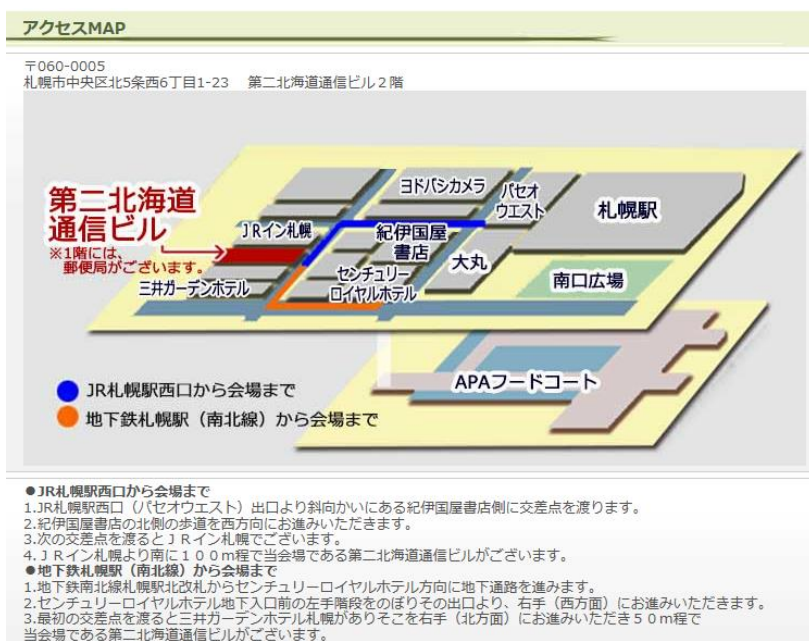 アクセスMAP
〒060-0005
札幌市中央区北5条西6丁目1-23　第二北海道通信ビル２階
ヨドバシカメラ
パセオ
ウエスト
札幌駅
第二北海道
通信ビル
※1階には、
郵便局がございます。
JRイン札幌
紀伊国屋
書店
大丸
センチュリー
ロイヤルホテル
三井ガーデンホテル
南口広場
APAフードコート
JR札幌駅西口から会場まで
地下鉄札幌駅（南北線）から会場まで
●JR札幌駅西口から会場まで
1.JR札幌駅西口（パセオウエスト）出口より斜向かいにある紀伊国屋書店側に交差点を渡ります。
2.紀伊国屋書店の北側の歩道を西方向にお進みいただきます。
3.次の交差点を渡るとＪＲイン札幌でございます。
4.ＪＲイン札幌より南に１００ｍ程で当会場である第二北海道通信ビルがございます。
●地下鉄札幌駅（南北線）から会場まで
1.地下鉄南北線札幌駅北改札からセンチュリーロイヤルホテル方向に地下通路を進みます。
2.センチュリーロイヤルホテル地下入口前の左手階段をのぼりその出口より、右手（西方面）にお進みいただきます。
3.最初の交差点を渡ると三井ガーデンホテル札幌がありそこを右手（北方面）にお進みいただき５０ｍ程で
当会場である第二北海道通信ビルがございます。